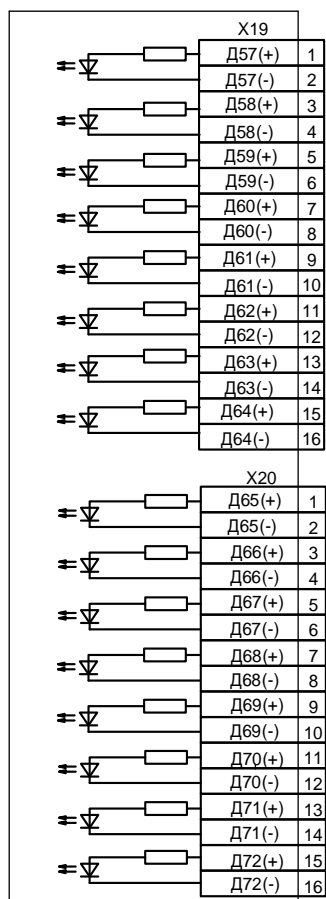 X19
Д57(+) 1
Д57(-) 2
Д58(+) 3
Д58(-) 4
Д59(+) 5
Д59(-) 6
Д60(+) 7
Д60(-) 8
Д61(+) 9
Д61(-) 10
Д62(+) 11
Д62(-) 12
Д63(+) 13
Д63(-) 14
Д64(+) 15
Д64(-) 16
X20
Д65(+) 1
Д65(-) 2
Д66(+) 3
Д66(-) 4
Д67(+) 5
Д67(-) 6
Д68(+) 7
Д68(-) 8
Д69(+) 9
Д69(-) 10
Д70(+) 11
Д70(-) 12
Д71(+) 13
Д71(-) 14
Д72(+) 15
Д72(-) 16